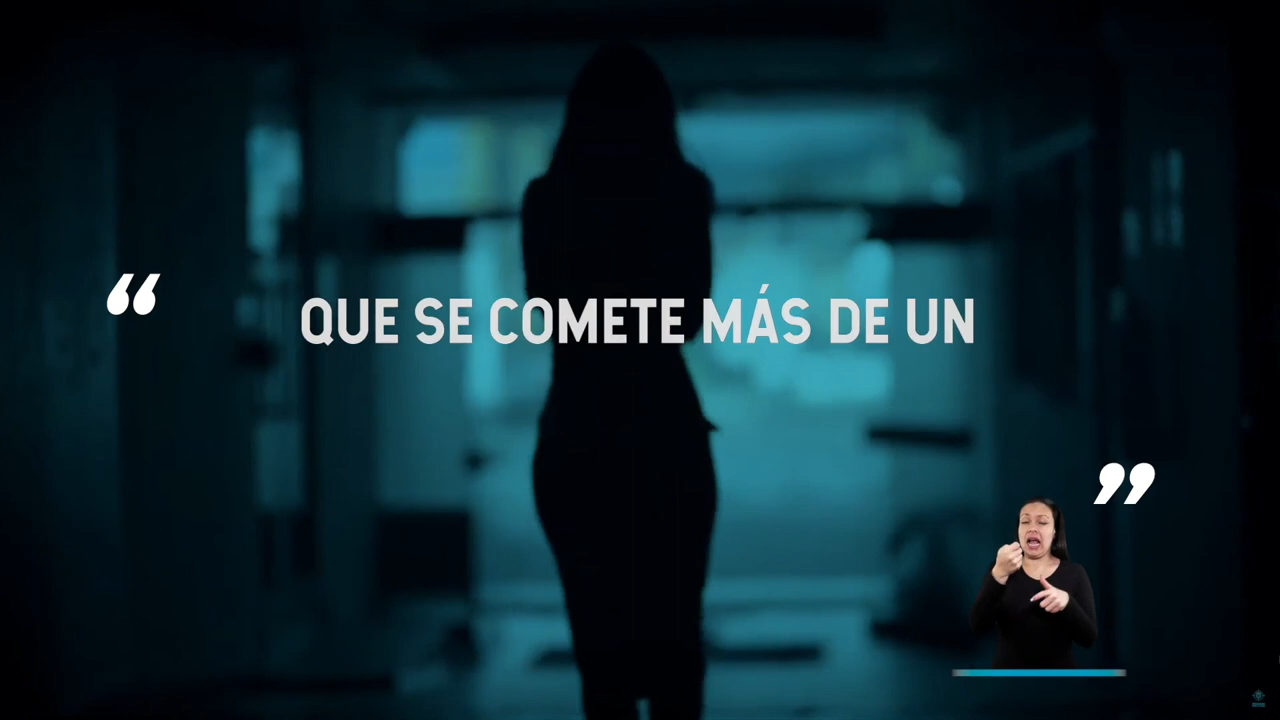 “ QUE SE COMETE MÁS DE UN ”